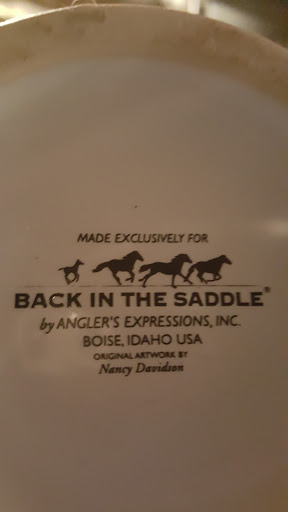 MADE EXCLUSIVELY FOR
BACK IN THE SADDLE®
by ANGLER'S EXPRESSIONS, INC.
BOISE, IDAHO USA
ORIGINAL ARTWORK BY
Nancy Davidson